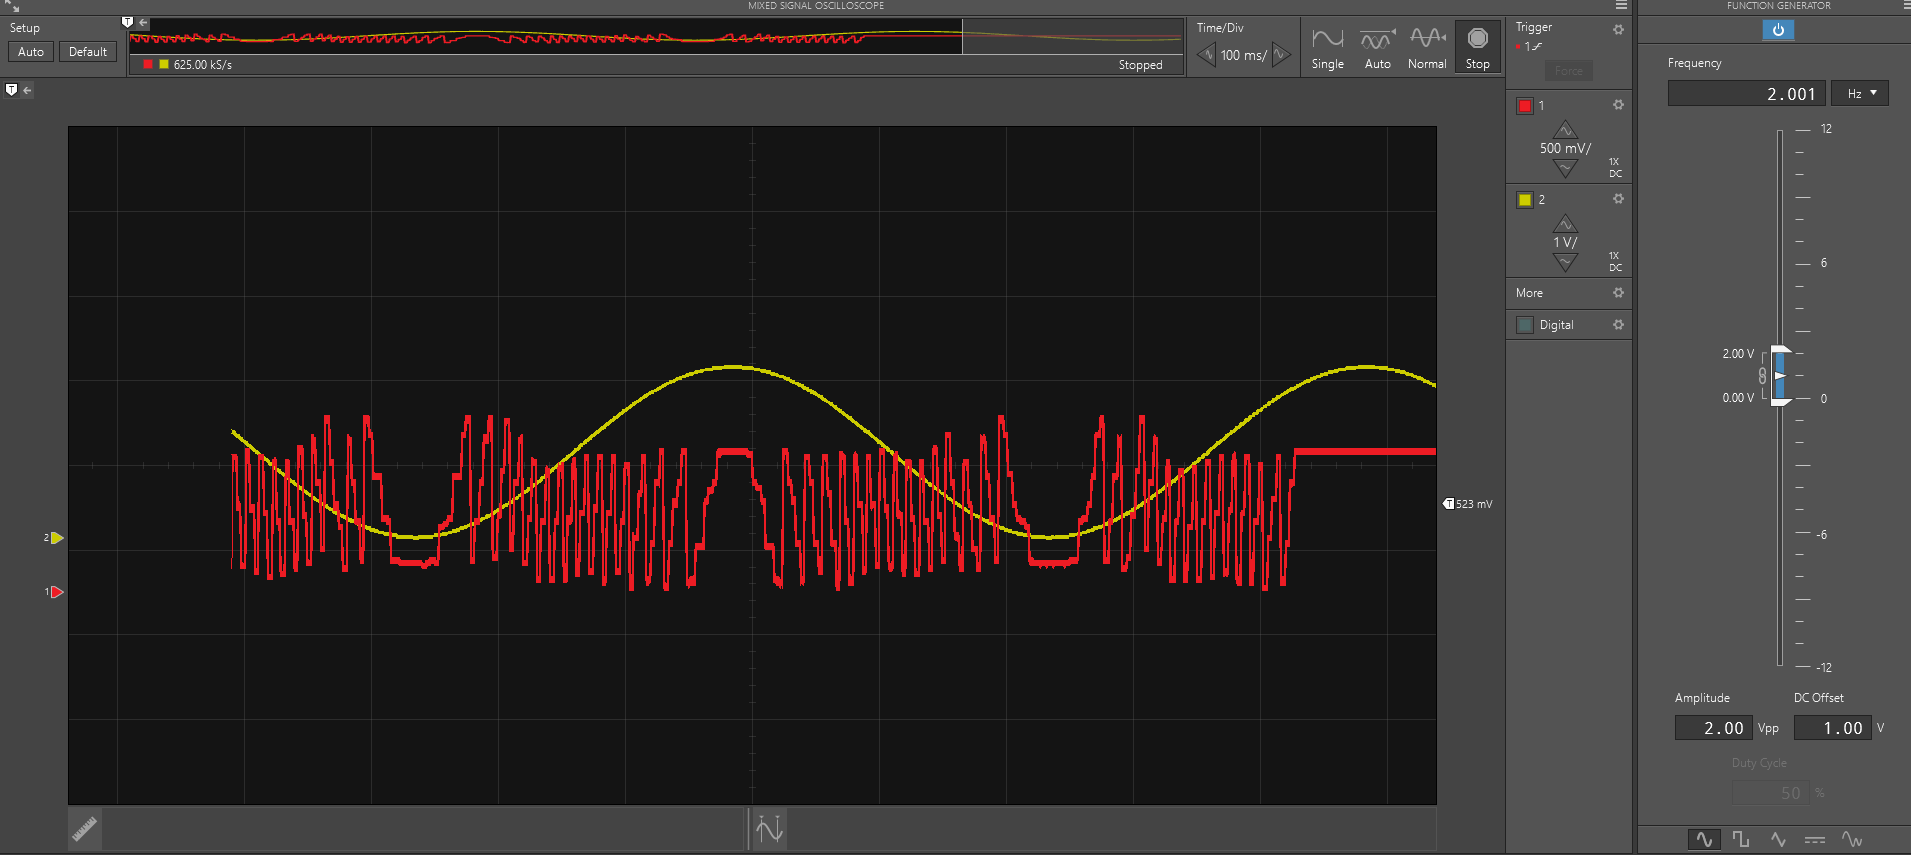 MIXED SIGNAL OSCILLOSCOPE
FUNCTION GENERATOR
Setup
Auto
Default
T
625.00 kS/s
Stopped
Time/Div
100 ms/
Single
Auto
Normal
Stop
Trigger
1
Force
T
1
500 mV/
1X
DC
2
1 V/
1X
DC
More
Digital
2
1
T 523 mV
Frequency
2.001
Hz
12
6
2.00 V
0.00 V
0
-6
-12
Amplitude
DC Offset
2.00 Vpp
1.00 V
Duty Cycle
50 %